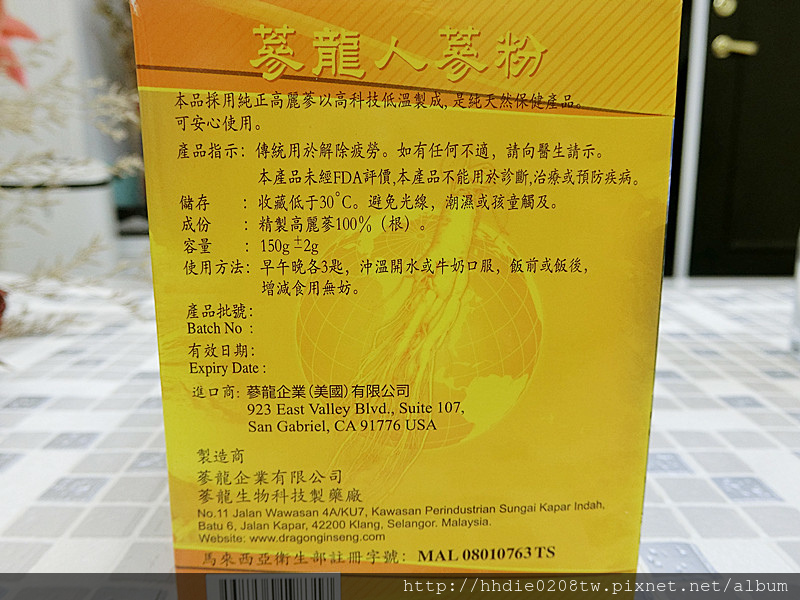 蔘龍人蔘粉
本品採用純正高麗蔘以高科技低溫製成,是純天然保健產品。
可安心使用。
產品指示：傳統用於解除疲勞。如有任何不適，請向醫生請示。
本產品未經FDA評價,本產品不能用於診斷,治療或預防疾病。
儲存　：收藏低于30°C。避免光線，潮濕或孩童觸及。
成份　：精製高麗蔘100%（根）。
容量　：150g ±2g
使用方法：早午晚各3匙，沖溫開水或牛奶口服，飯前或飯後，
增減食用無妨。
產品批號：
Batch No :
有效日期：
Expiry Date :
進口商：蔘龍企業(美國)有限公司
923 East Valley Blvd., Suite 107,
San Gabriel, CA 91776 USA
製造商
蔘龍企業有限公司
蔘龍生物科技製藥廠
No.11 Jalan Wawasan 4A/KU7, Kawasan Perindustrian Sungai Kapar Indah,
Batu 6, Jalan Kapar, 42200 Klang, Selangor. Malaysia.
Website: www.dragonginseng.com
馬來西亞衛生部註冊字號：MAL 08010763TS
http://hhdie0208tw.pixnet.net/album